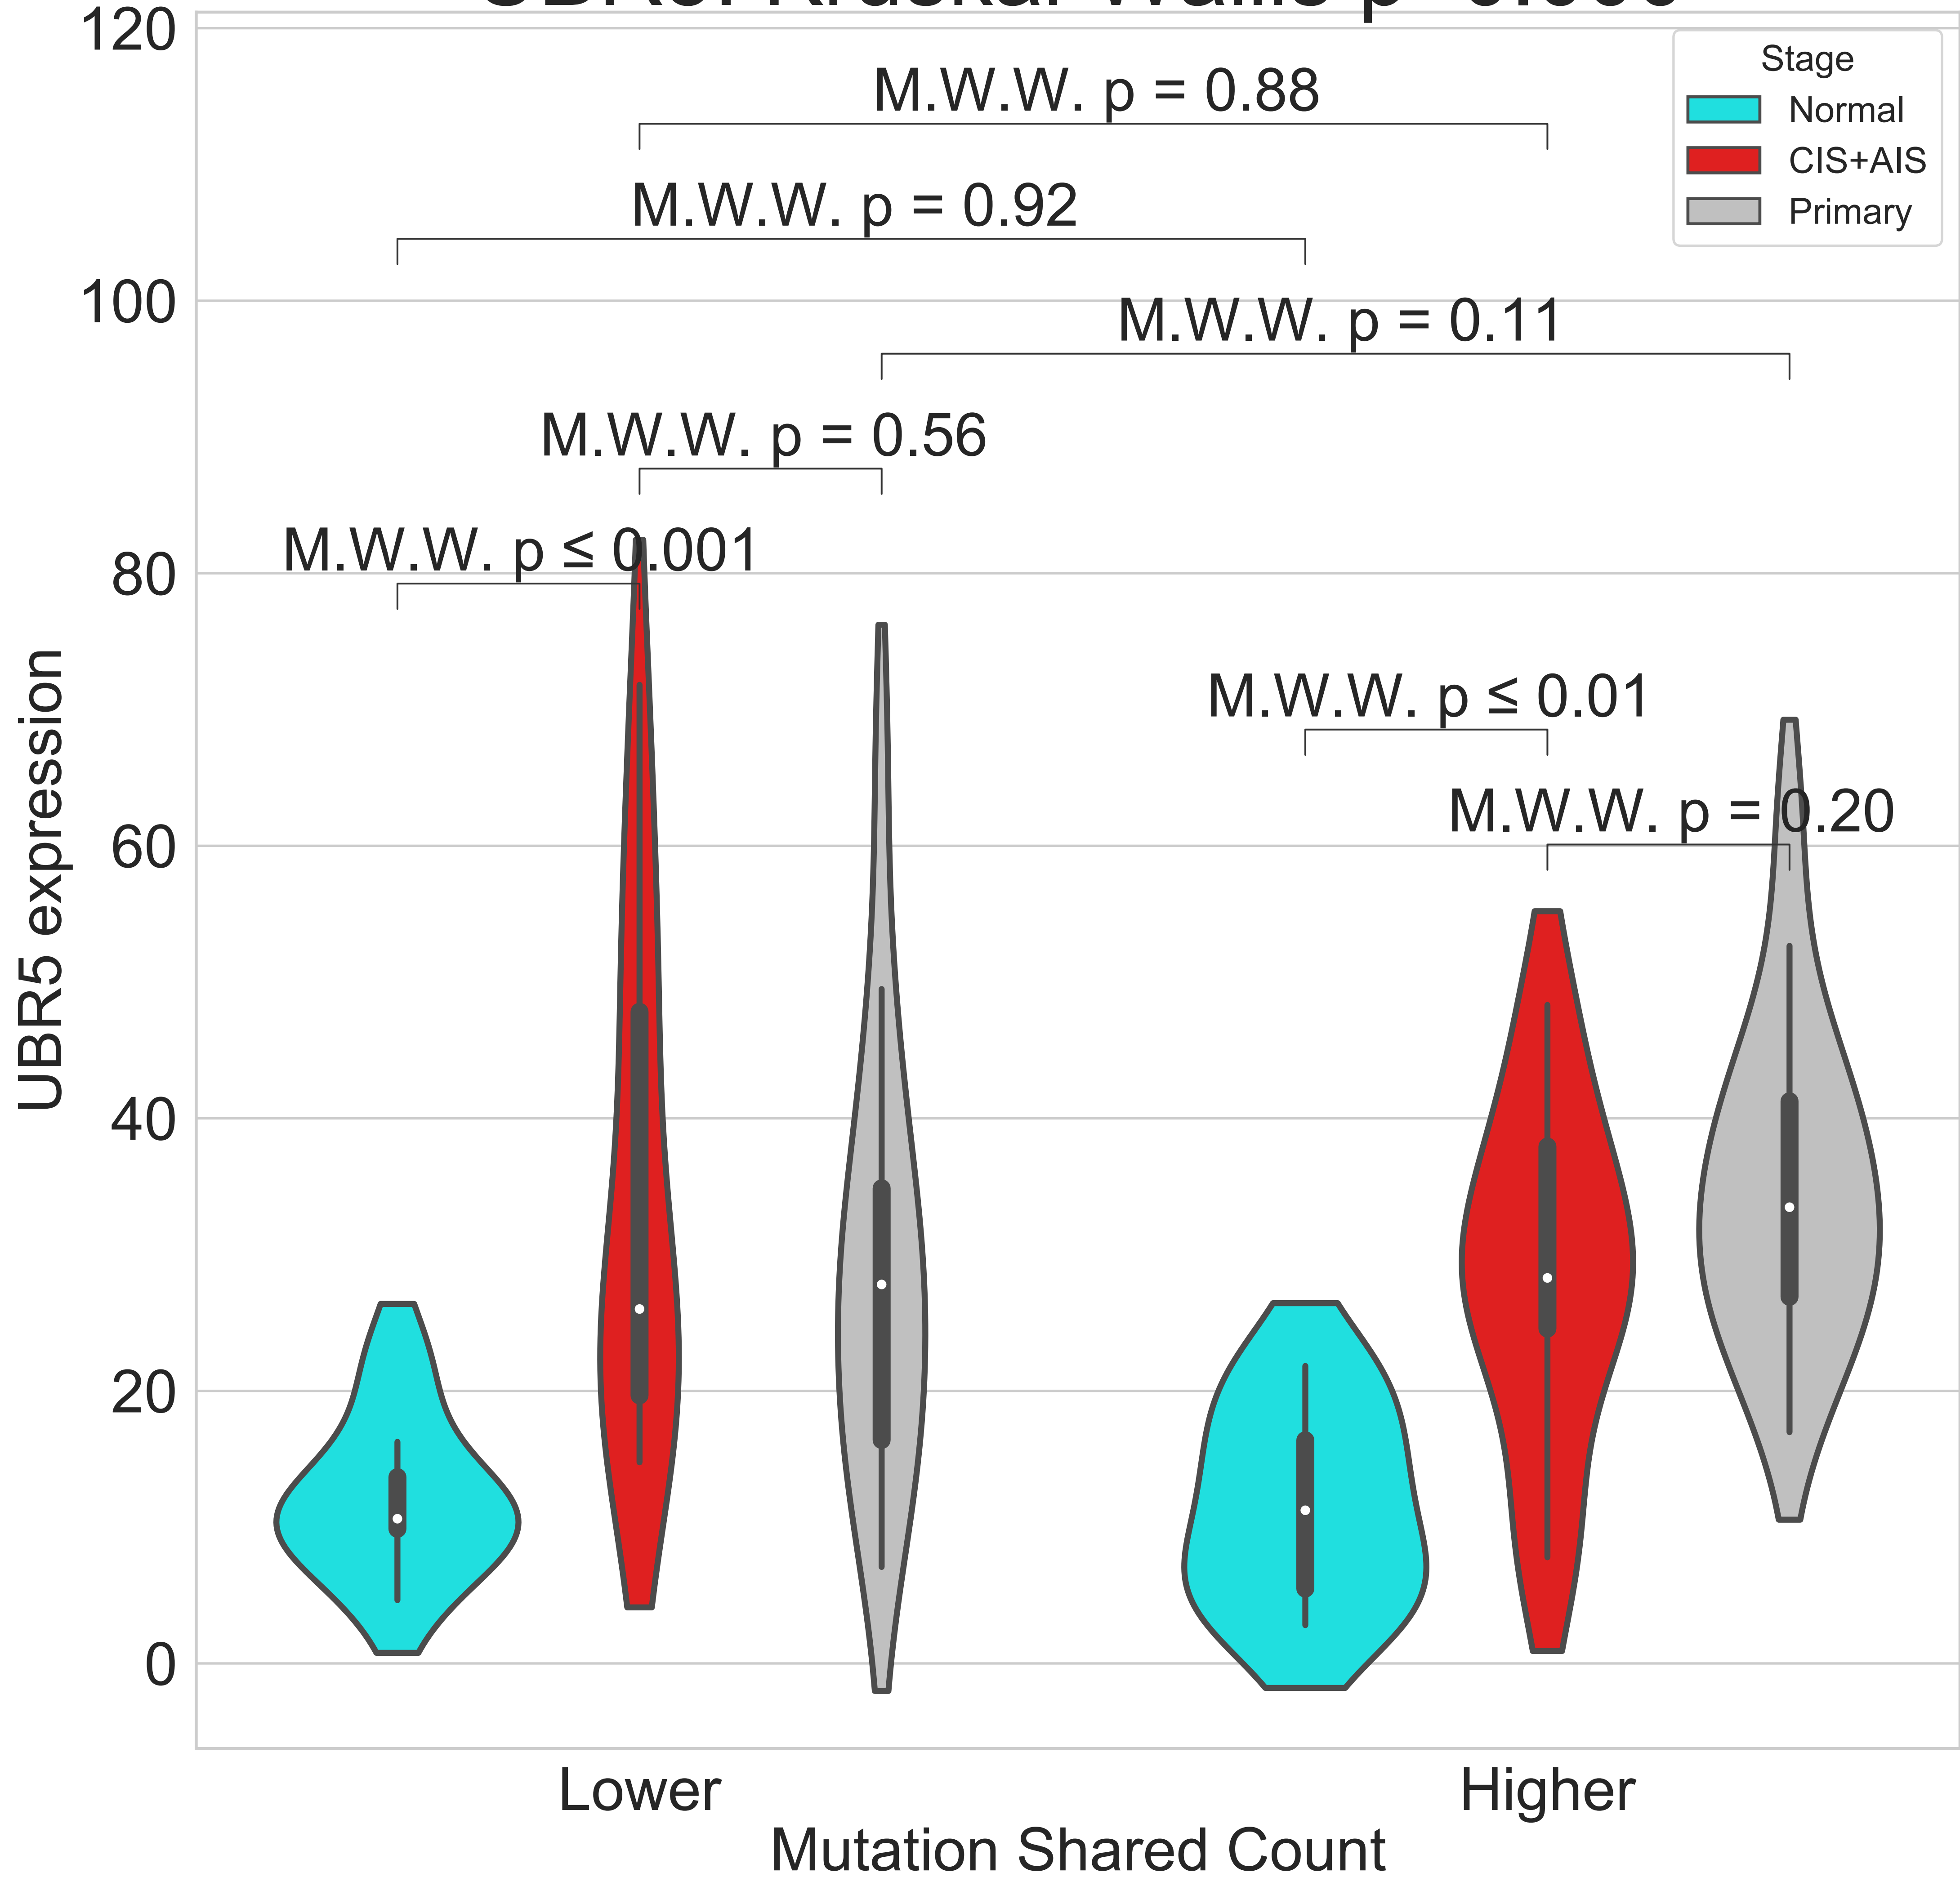 120
Stage
Normal
CIS+AIS
Primary
M.W.W. p = 0.88
M.W.W. p = 0.92
100
M.W.W. p = 0.11
M.W.W. p = 0.56
M.W.W. p ≤ 0.001
80
M.W.W. p ≤ 0.01
M.W.W. p = 0.20
60
UBR5 expression
40
20
0
Lower
Higher
Mutation Shared Count